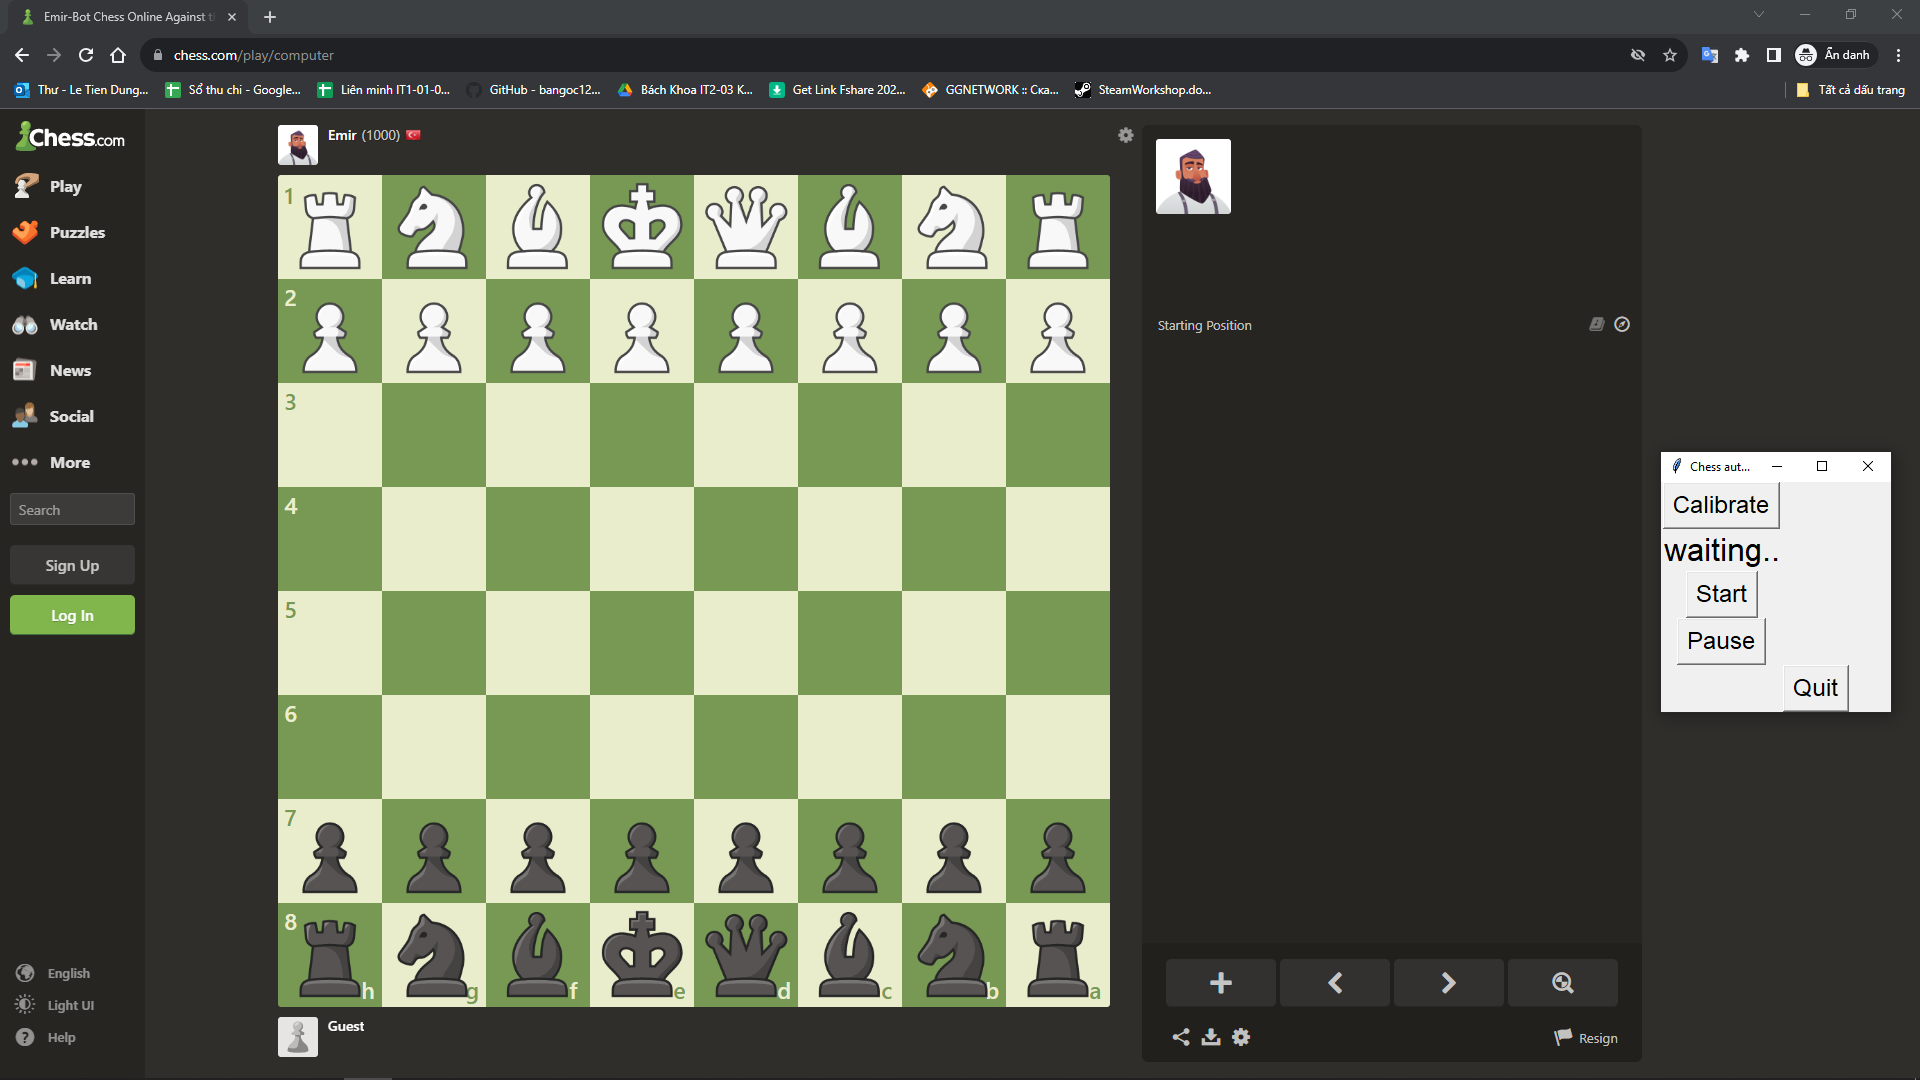 Emir-Bot Chess Online Against t
chess.com/play/computer
Ẩn danh
Thư - Le Tien Dung...
Sổ thu chi - Google...
Liên minh IT1-01-0...
GitHub - bangoc12...
Bách Khoa IT2-03 K...
Get Link Fshare 202...
GGNETWORK :: Ска...
SteamWorkshop.do...
Tất cả dấu trang
Chess.com
Play
Puzzles
Learn
Watch
News
Social
More
Search
Sign Up
Log In
English
Light UI
Help
Emir (1000)
1
2
3
4
5
6
7
8
h g f e d c b a
Guest
Starting Position
Resign
Chess aut...
Calibrate
waiting..
Start
Pause
Quit